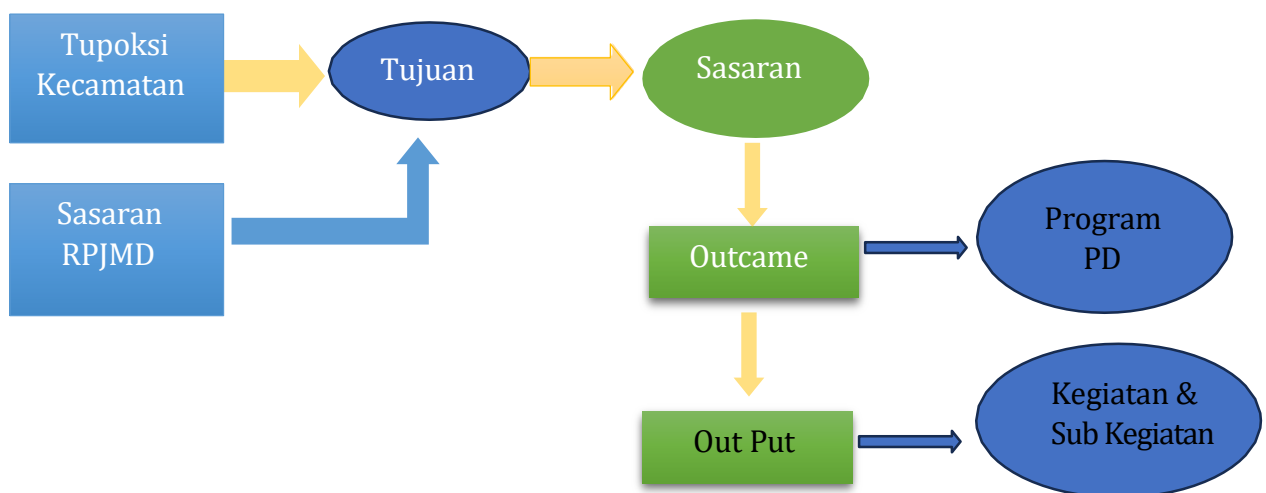 Tupoksi
Kecamatan
Tujuan
Sasaran
Sasaran
RPJMD
Outcame
Program
PD
Out Put
Kegiatan &
Sub Kegiatan